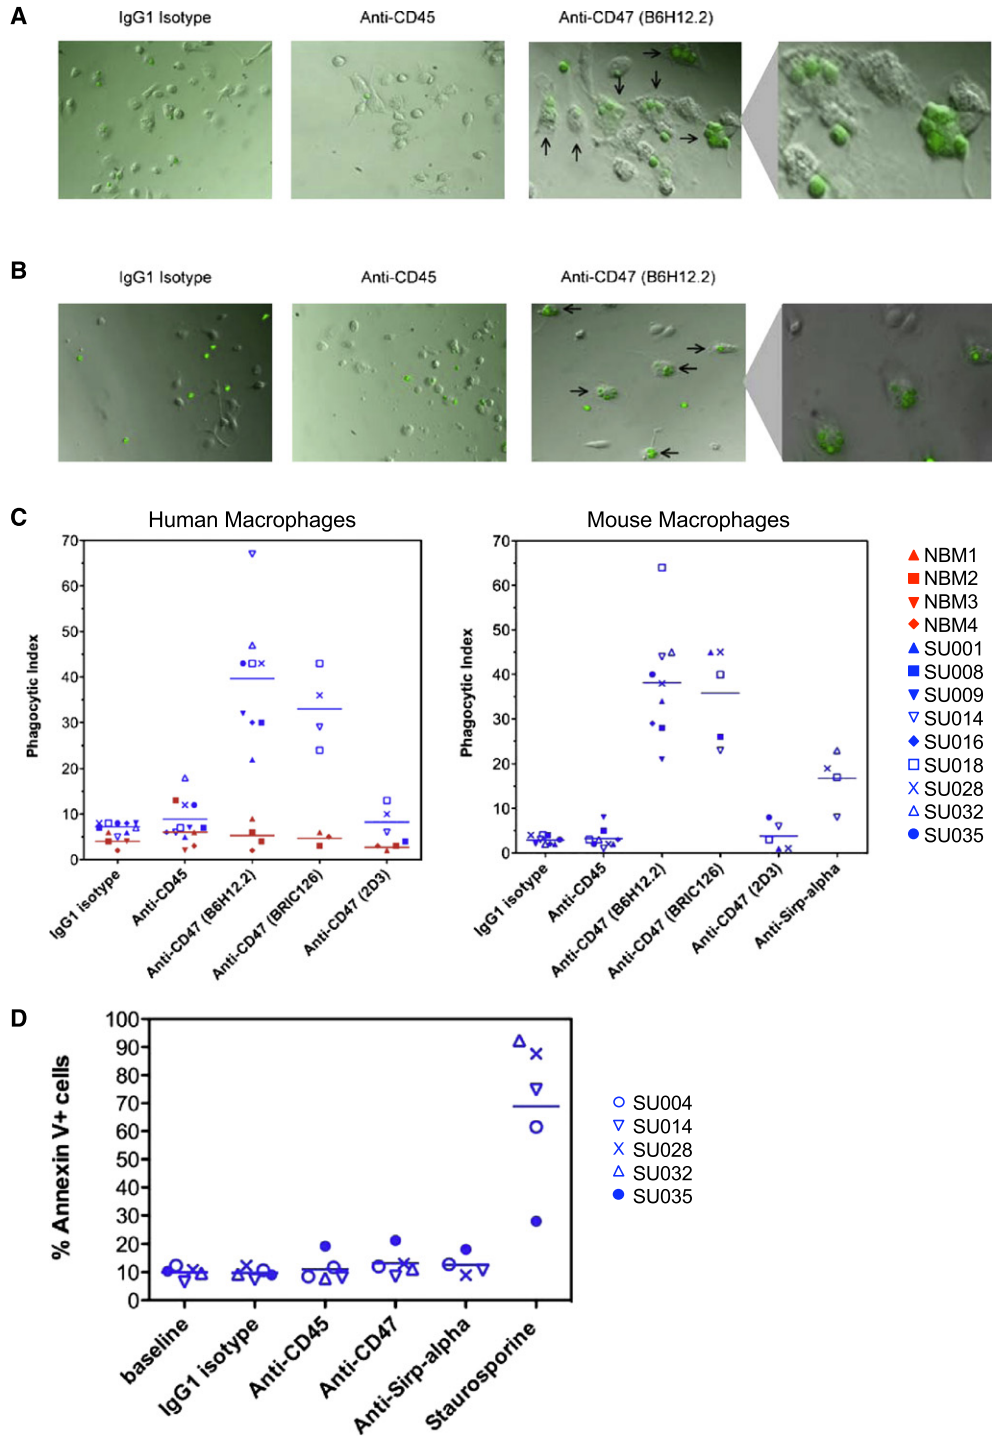 A
IgG1 Isotype
Anti-CD45
Anti-CD47 (B6H12.2)
B
IgG1 Isotype
Anti-CD45
Anti-CD47 (B6H12.2)
C
Human Macrophages
Mouse Macrophages
Phagocytic Index
70
60
50
40
30
20
10
0
IgG1 isotype
Anti-CD45
Anti-CD47 (B6H12.2)
Anti-CD47 (BRIC126)
Anti-CD47 (2D3)
Phagocytic Index
70
60
50
40
30
20
10
0
IgG1 isotype
Anti-CD45
Anti-CD47 (B6H12.2)
Anti-CD47 (BRIC126)
Anti-CD47 (2D3)
Anti-Sirp-alpha
NBM1
NBM2
NBM3
NBM4
SU001
SU008
SU009
SU014
SU016
SU018
SU028
SU032
SU035
D
% Annexin V+ cells
100
90
80
70
60
50
40
30
20
10
0
baseline
IgG1 isotype
Anti-CD45
Anti-CD47
Anti-Sirp-alpha
Staurosporine
SU004
SU014
SU028
SU032
SU035